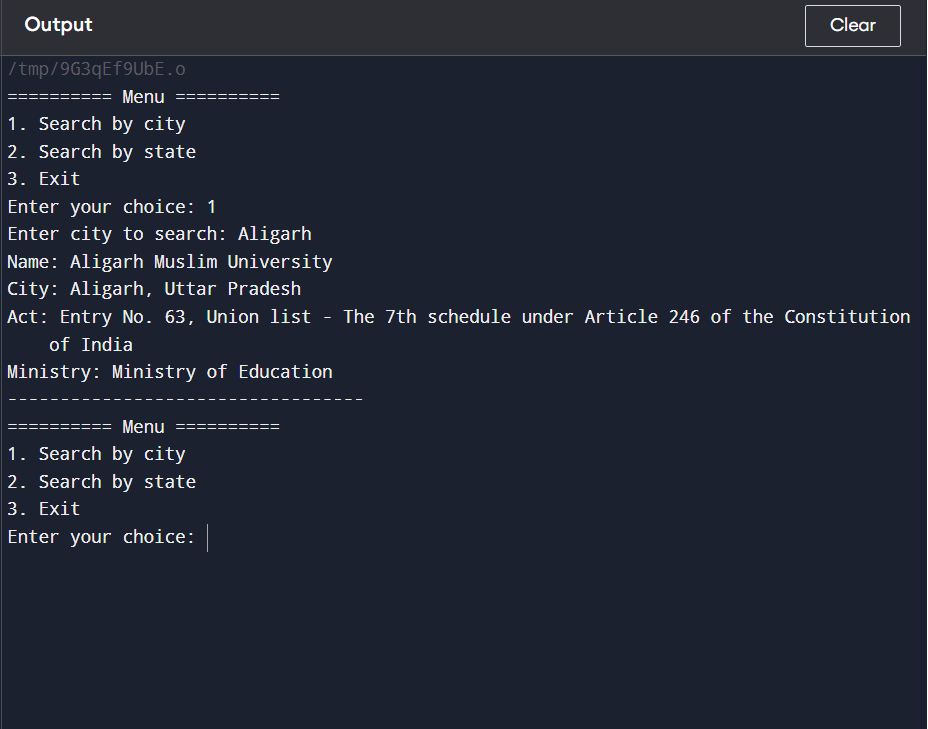 Output
Clear
/tmp/9G3qEf9UbE.o
========== Menu ==========
1. Search by city
2. Search by state
3. Exit
Enter your choice: 1
Enter city to search: Aligarh
Name: Aligarh Muslim University
City: Aligarh, Uttar Pradesh
Act: Entry No. 63, Union list - The 7th schedule under Article 246 of the Constitution
of India
Ministry: Ministry of Education
----------------------------------
========== Menu ==========
1. Search by city
2. Search by state
3. Exit
Enter your choice: